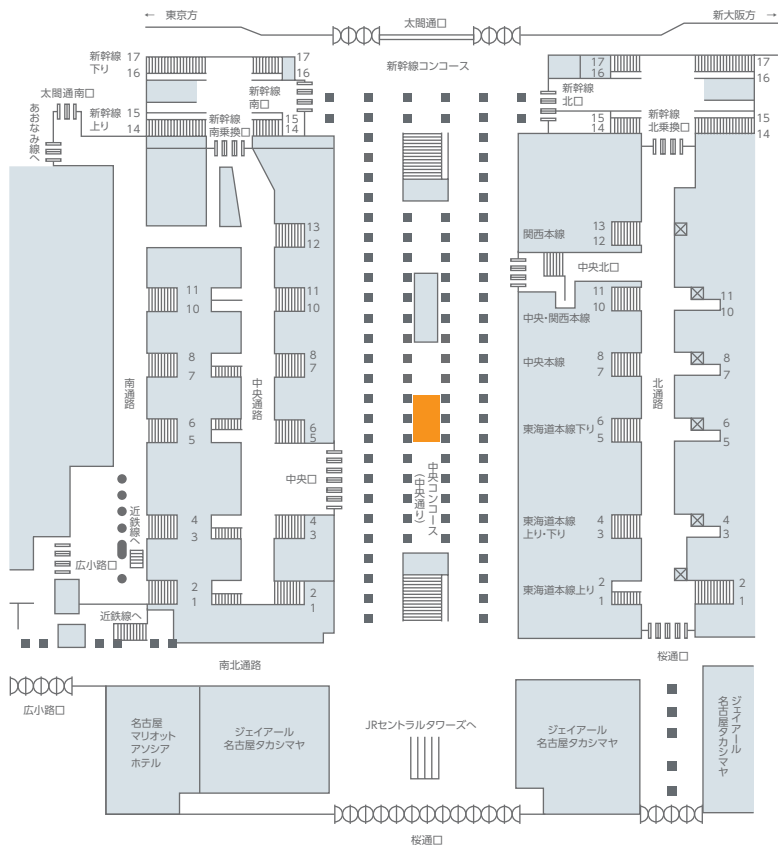 ← 東京方
太閤通口
新大阪方 →
新幹線
下り
17
16
17
16
新幹線コンコース
17
16
17
16
太閤通南口
新幹線
南口
新幹線
北口
あおなみ線へ
新幹線
上り
15
14
新幹線
南乗換口
15
14
15
14
新幹線
北乗換口
15
14
13
12
関西本線
13
12
中央北口
11
10
11
10
11
10
中央・関西本線
11
10
8
7
8
7
中央本線
8
7
8
7
南通路
中央通路
北通路
6
5
6
5
東海道本線下り
6
5
6
5
中央口
中央コンコース
(中央通り)
近鉄線へ
4
3
4
3
東海道本線
上り・下り
4
3
4
3
広小路口
2
1
2
1
東海道本線上り
2
1
2
1
近鉄線へ
南北通路
桜通口
広小路口
名古屋
マリオット
アソシア
ホテル
ジェイアール
名古屋タカシマヤ
JRセントラルタワーズへ
ジェイアール
名古屋タカシマヤ
ジェイアール
名古屋タカシマヤ
桜通口